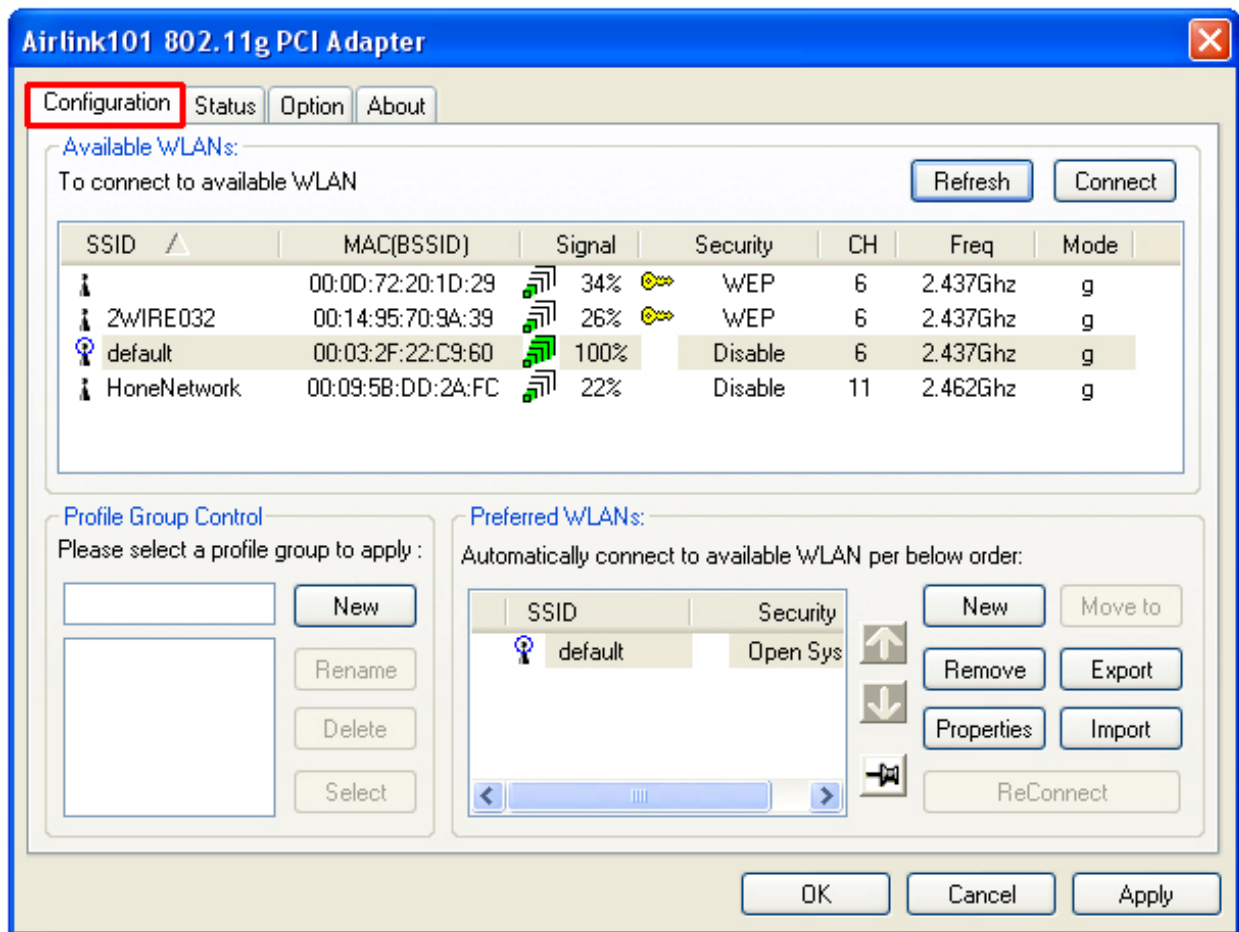 Airlink101 802.11g PCI Adapter
Configuration Status Option About
Available WLANs:
To connect to available WLAN Refresh Connect
SSID MAC(BSSID) Signal Security CH Freq Mode
00:0D:72:20:1D:29 34% WEP 6 2.437Ghz g
2WIRE032 00:14:95:70:9A:39 26% WEP 6 2.437Ghz g
default 00:03:2F:22:C9:60 100% Disable 6 2.437Ghz g
HoneNetwork 00:09:5B:DD:2A:FC 22% Disable 11 2.462Ghz g
Profile Group Control
Please select a profile group to apply :
New
Rename
Delete
Select
Preferred WLANs:
Automatically connect to available WLAN per below order:
SSID Security
default Open Sys
New Move to
Remove Export
Properties Import
ReConnect
OK Cancel Apply